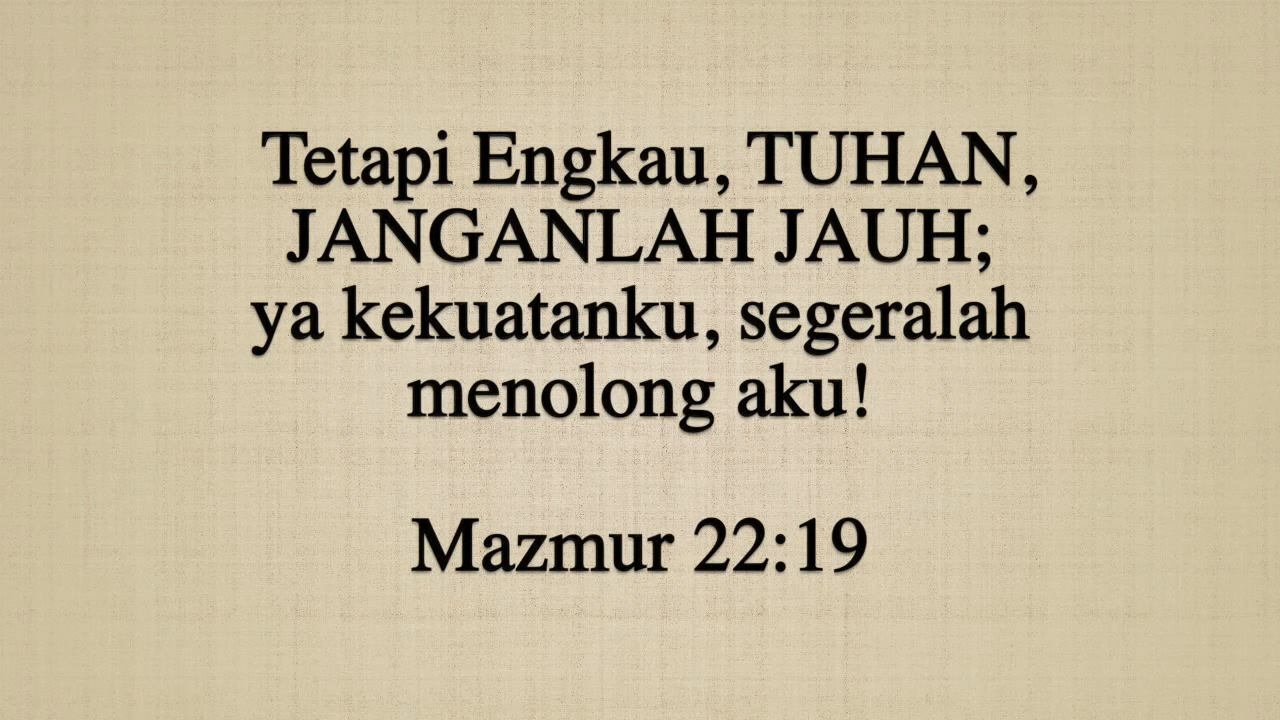 Tetapi Engkau, TUHAN,
JANGANLAH JAUH;
ya kekuatanku, segeralah
menolong aku!
Mazmur 22:19